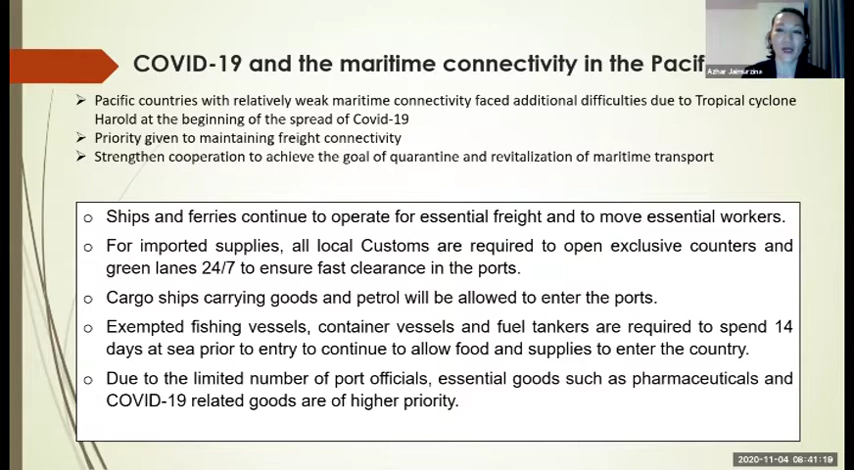 COVID-19 and the maritime connectivity in the Pacif
Azhar Jaimurzina
➢ Pacific countries with relatively weak maritime connectivity faced additional difficulties due to Tropical cyclone
Harold at the beginning of the spread of Covid-19
➢ Priority given to maintaining freight connectivity
➢ Strengthen cooperation to achieve the goal of quarantine and revitalization of maritime transport
o Ships and ferries continue to operate for essential freight and to move essential workers.
o For imported supplies, all local Customs are required to open exclusive counters and
green lanes 24/7 to ensure fast clearance in the ports.
o Cargo ships carrying goods and petrol will be allowed to enter the ports.
o Exempted fishing vessels, container vessels and fuel tankers are required to spend 14
days at sea prior to entry to continue to allow food and supplies to enter the country.
o Due to the limited number of port officials, essential goods such as pharmaceuticals and
COVID-19 related goods are of higher priority.
2020-11-04 08:41:19